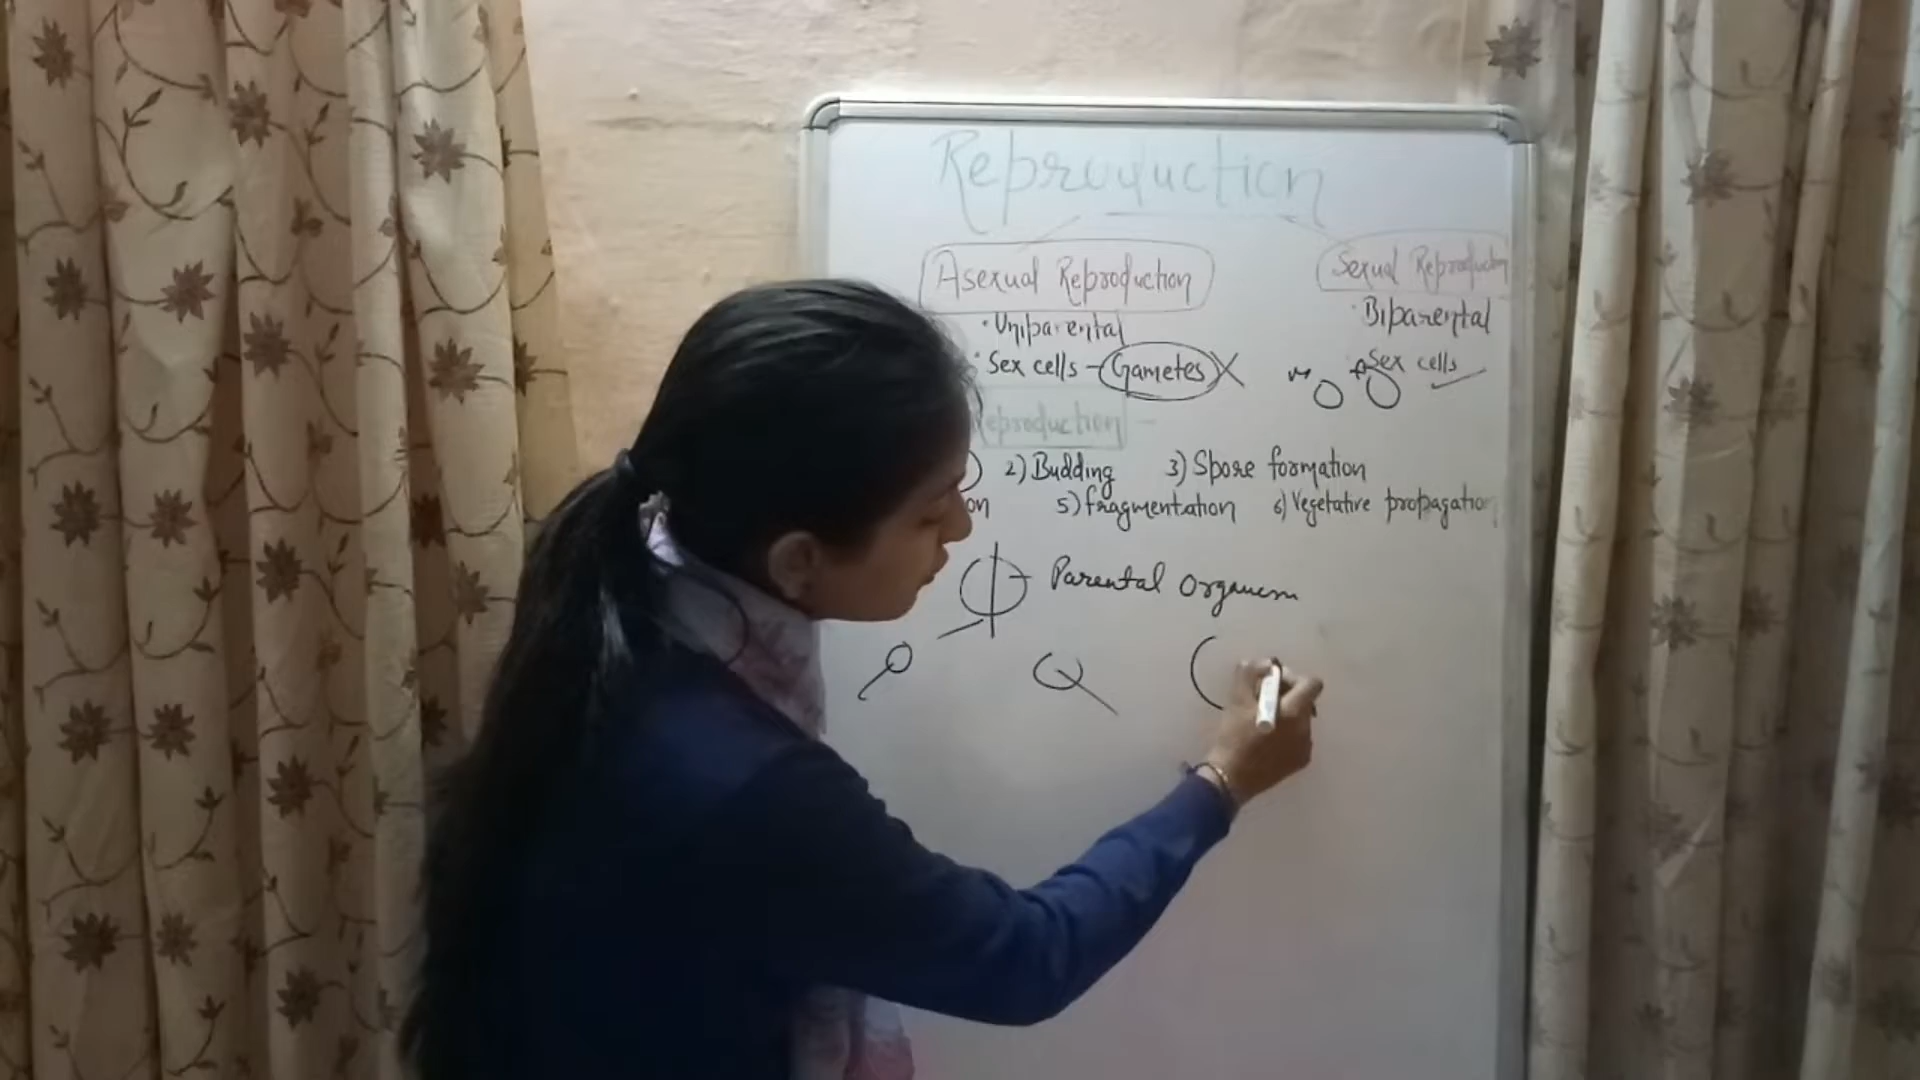 Reproduction
Asexual Reproduction
Sexual Reproduction
· Uniparental
· Biparental
· Sex cells - Gametes X
· Sex cells ✓
Reproduction -
2) Budding 3) Spore formation
on 5) fragmentation 6) Vegetative propagation
Parental Organism